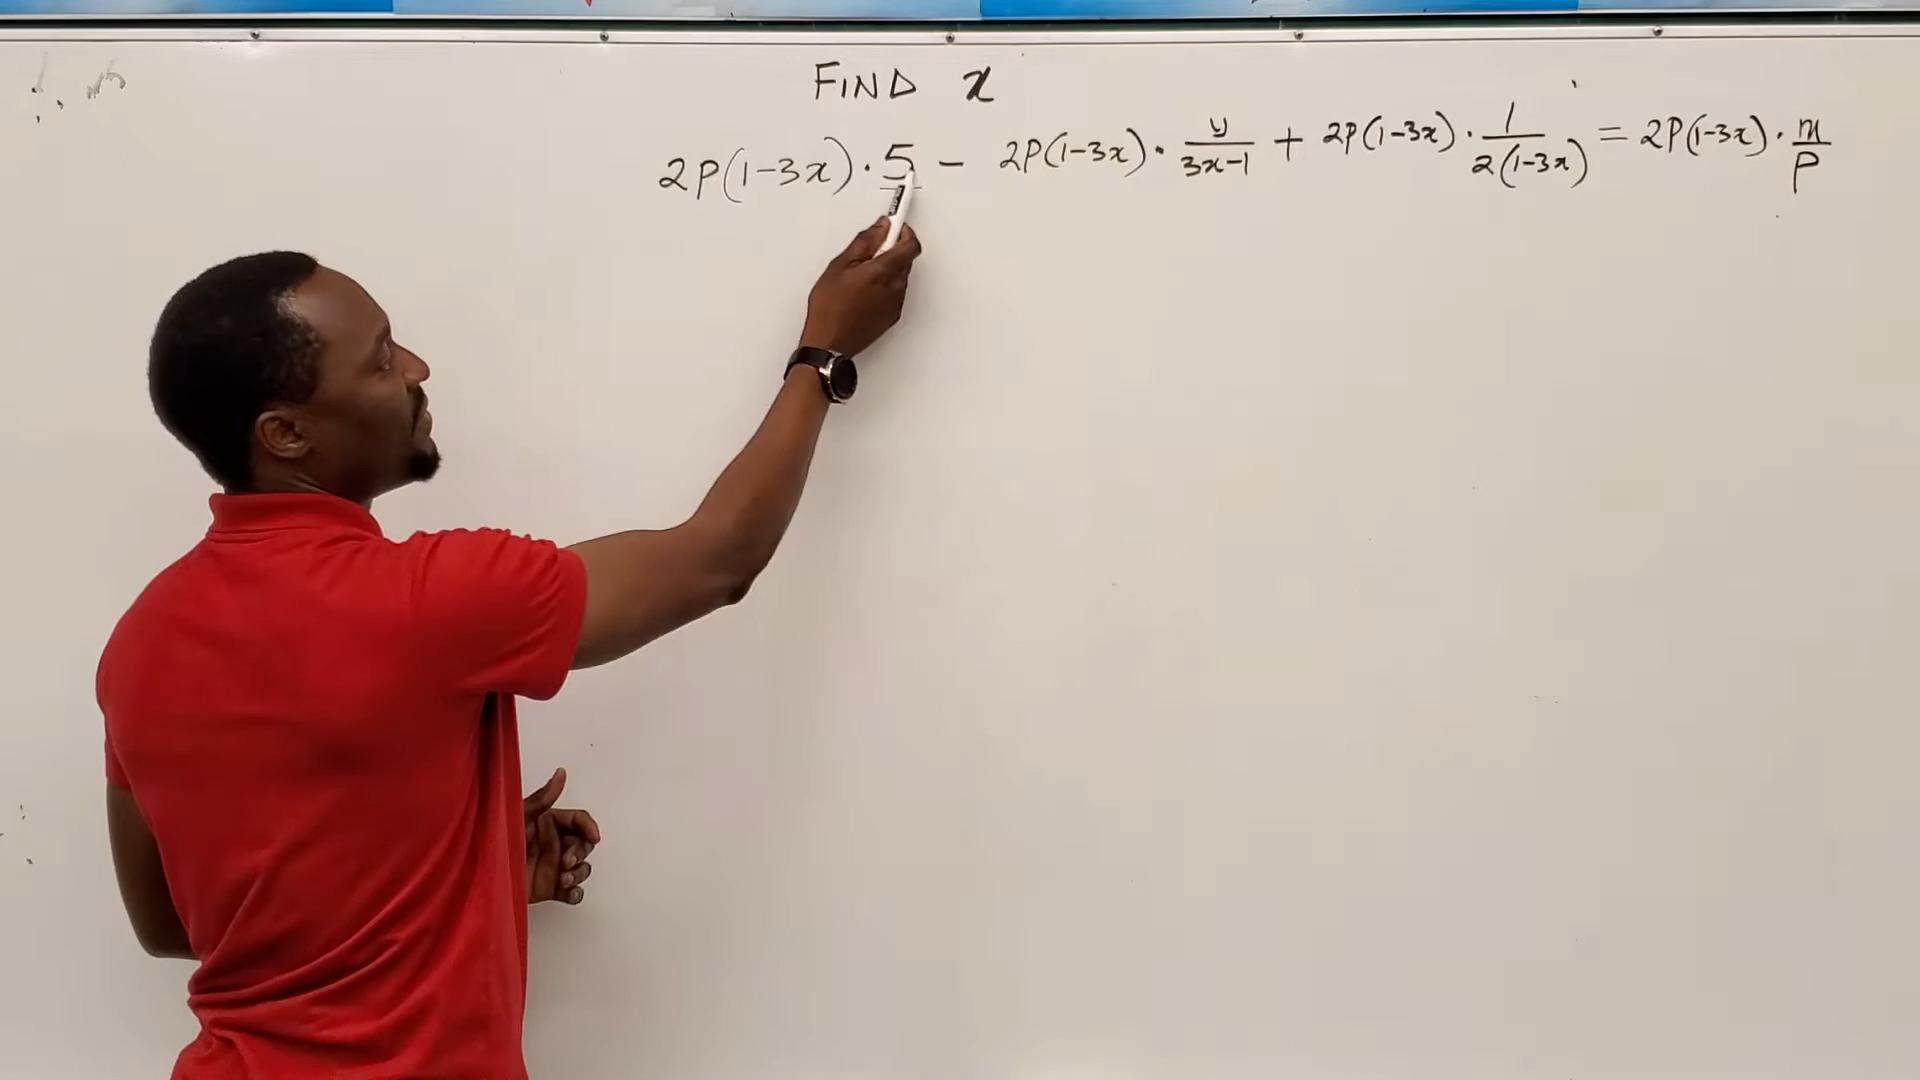 FIND x
2P(1-3x) · 5 - 2P(1-3x) · y/(3x-1) + 2P(1-3x) · 1/(2(1-3x)) = 2P(1-3x) · m/P